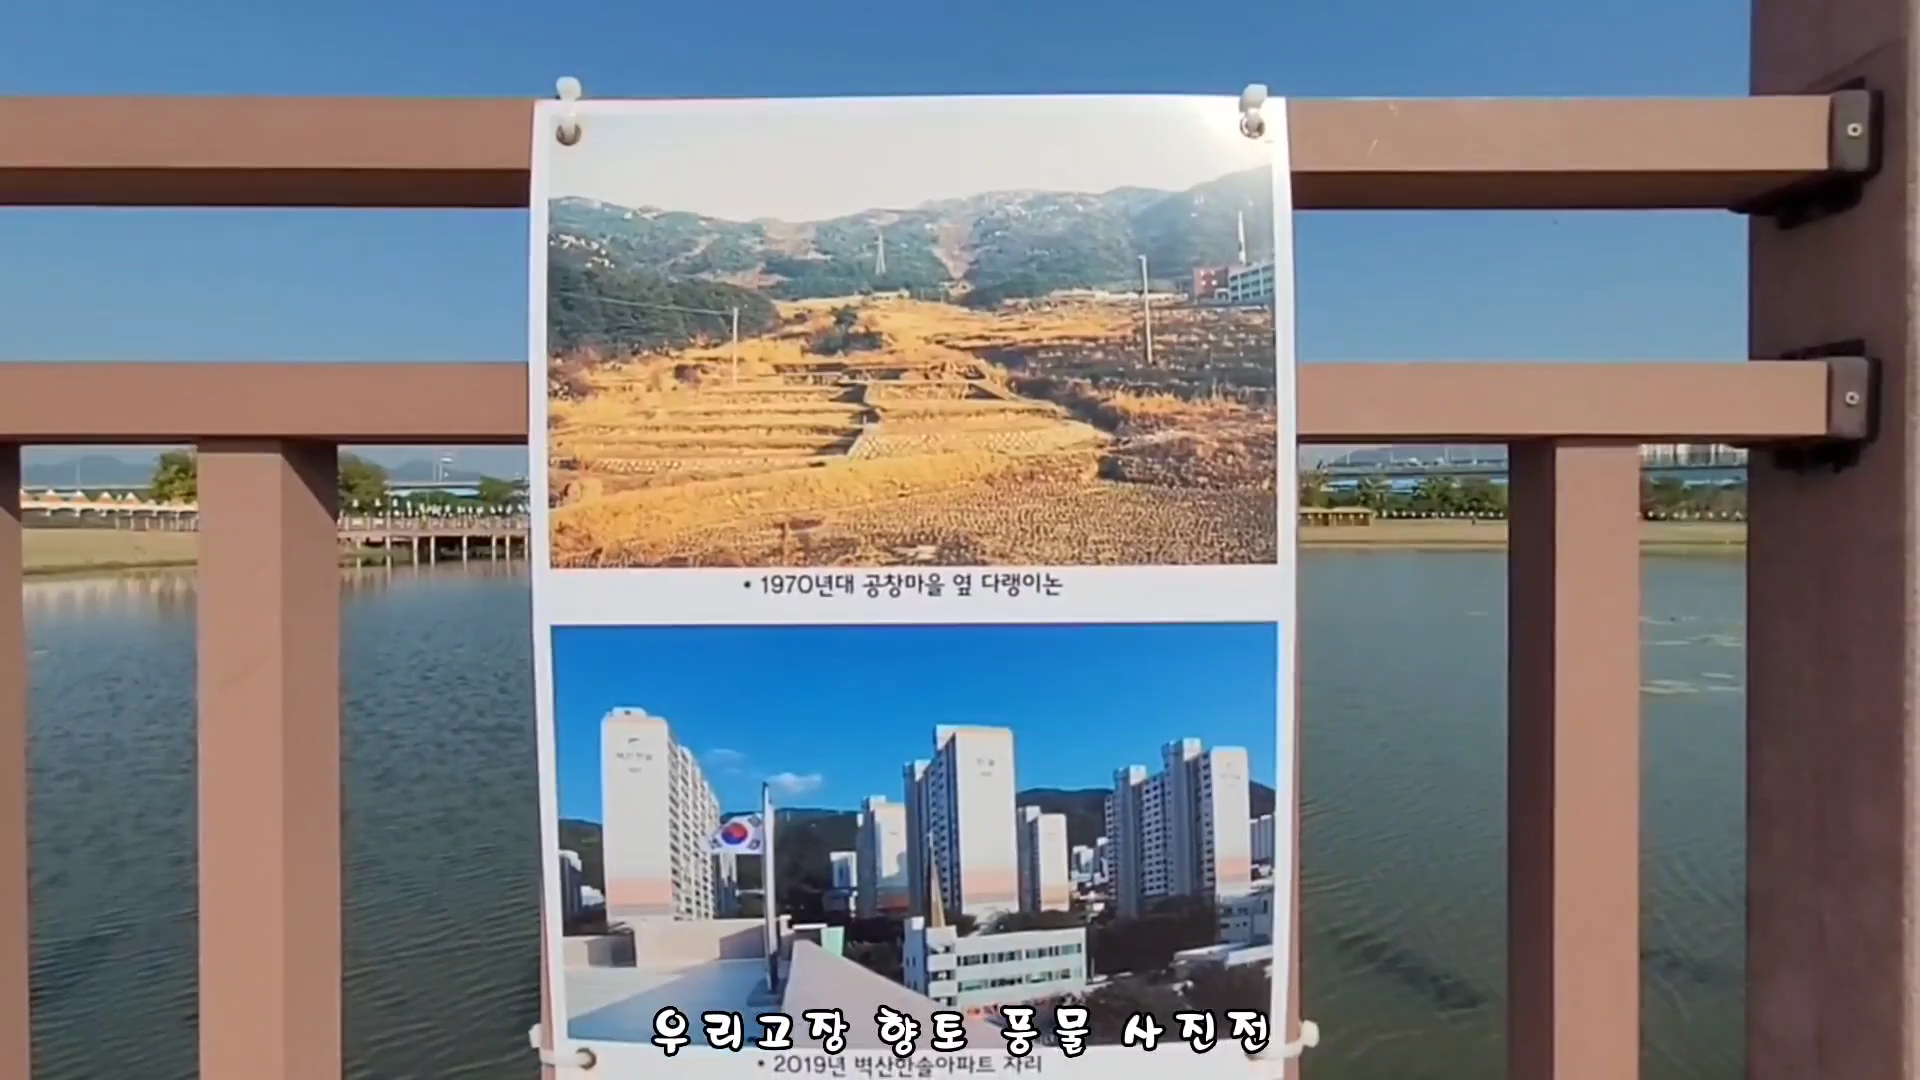 • 1970년대 공창마을 옆 다랭이논
우리고장 향토 풍물 사진전
• 2019년 벽산한솔아파트 자리